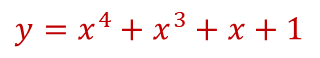 y = x⁴ + x³ + x + 1